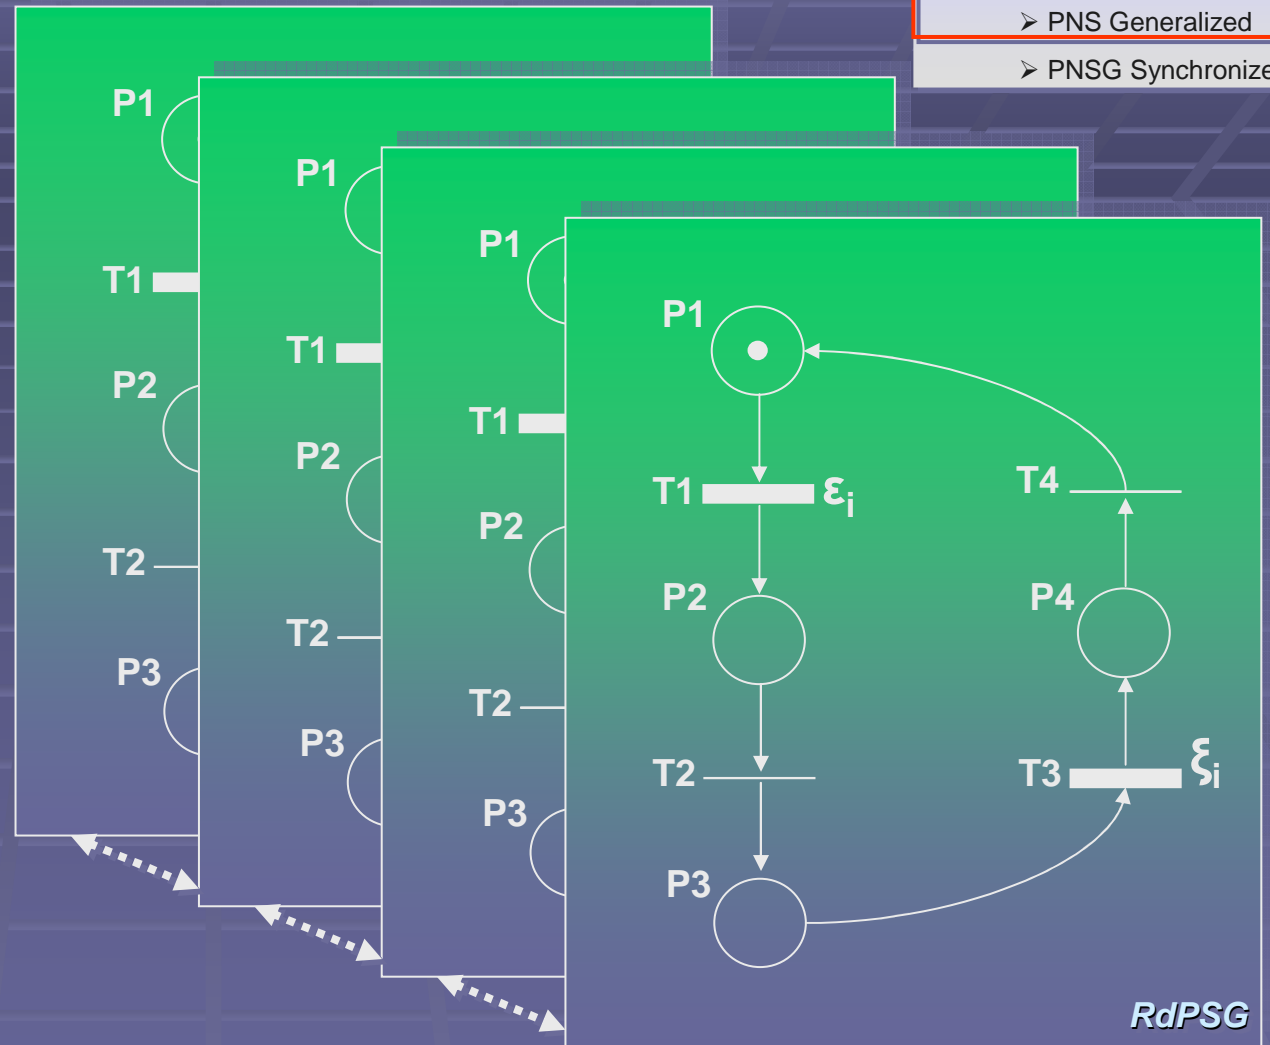 ➢ PNS Generalized
➢ PNSG Synchronize
P1
T1
P2
T2
P3
P1
T1
P2
T2
P3
P1
T1
P2
T2
P3
P1
T1 εi
P2
T2
P3
T4
P4
T3 ξi
RdPSG